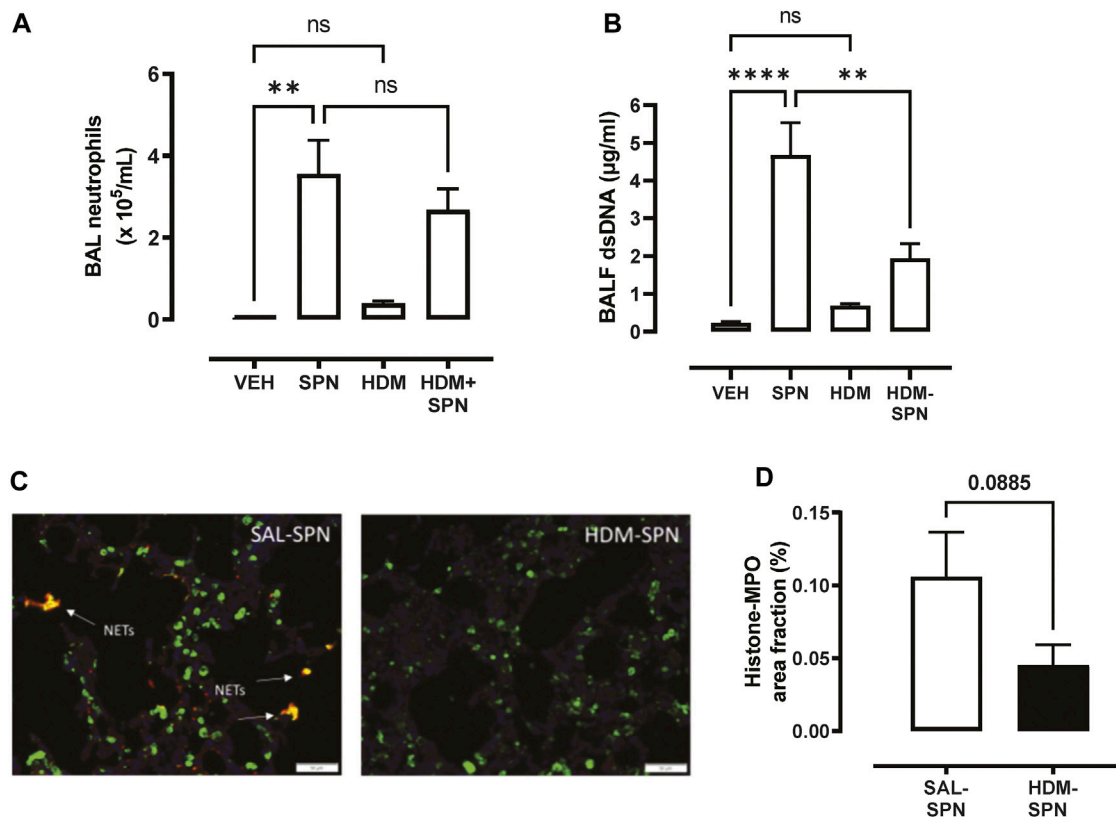 A
ns
**
ns
BAL neutrophils
(x 10⁵/mL)
6
4
2
0
VEH
SPN
HDM
HDM+
SPN
B
ns
****
**
BALF dsDNA (µg/ml)
6
5
4
3
2
1
0
VEH
SPN
HDM
HDM-
SPN
C
SAL-SPN
NETs
NETs
HDM-SPN
D
0.0885
Histone-MPO
area fraction (%)
0.15
0.10
0.05
0.00
SAL-
SPN
HDM-
SPN